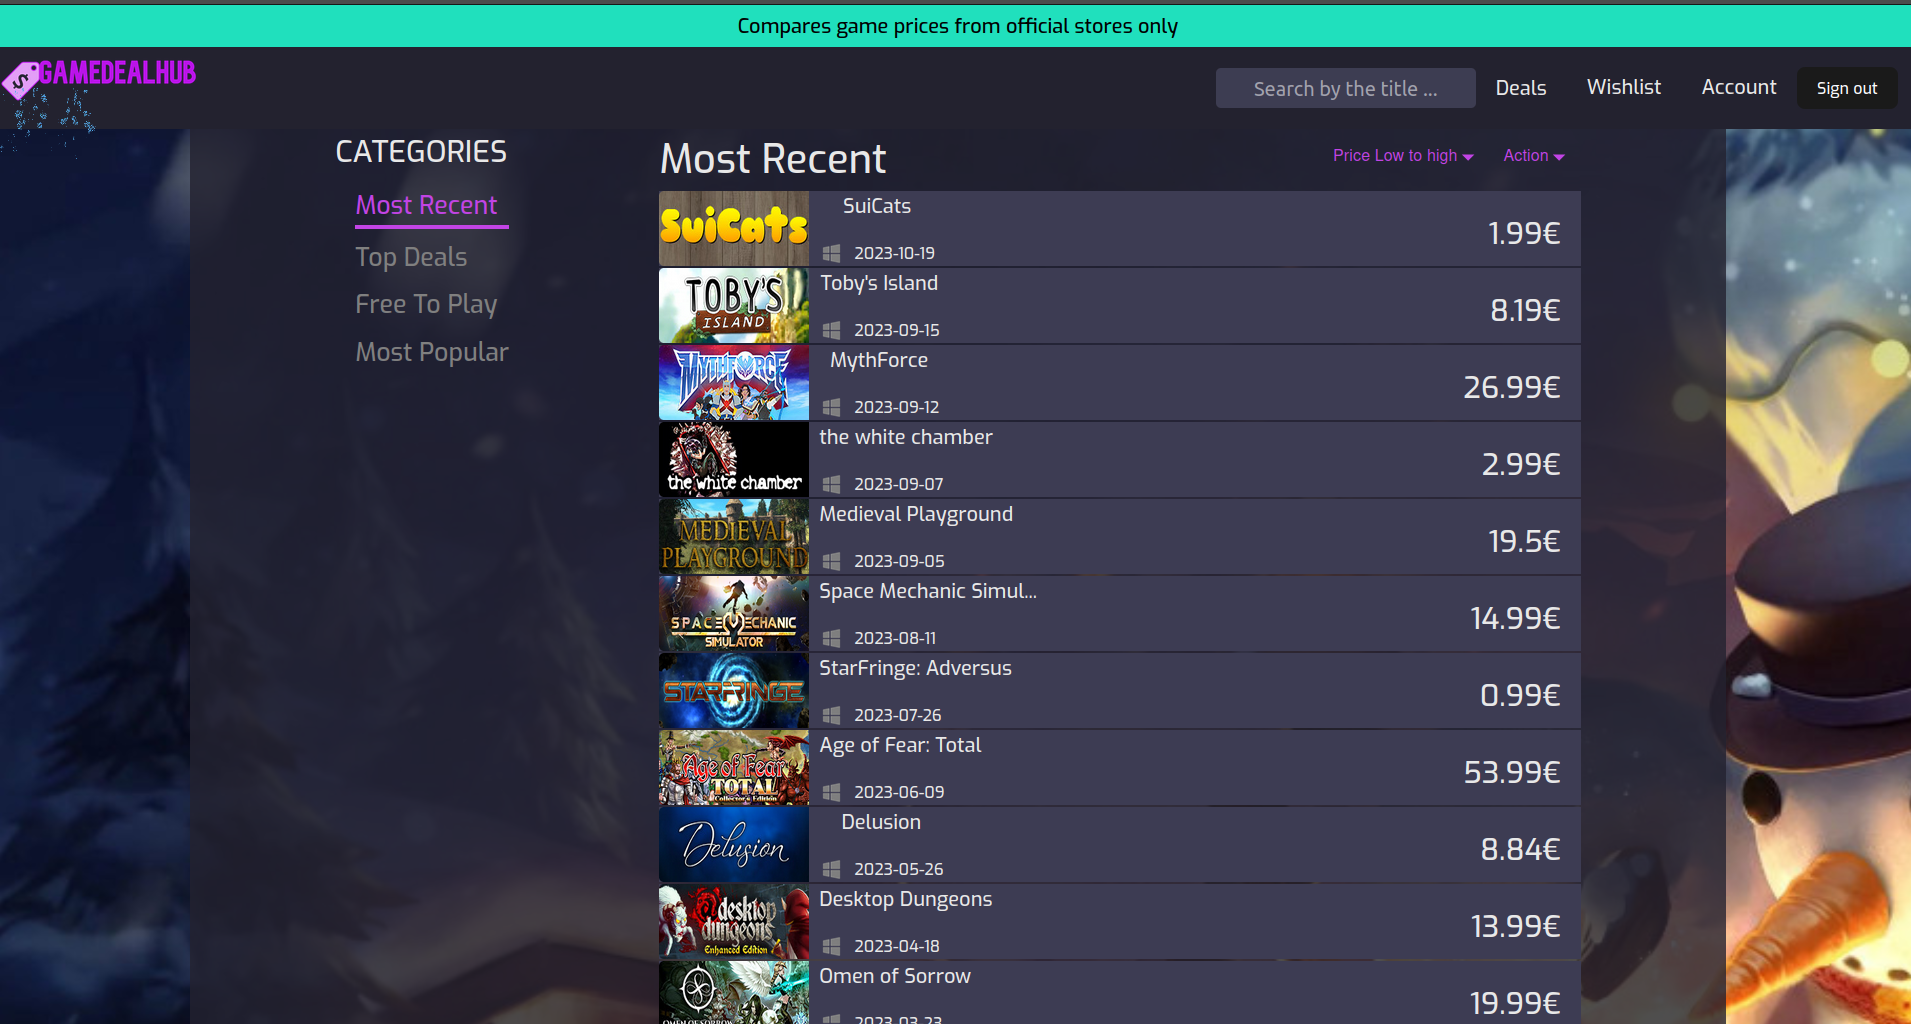 Compares game prices from official stores only
GAMEDEALHUB
Search by the title ...
Deals
Wishlist
Account
Sign out
CATEGORIES
Most Recent
Top Deals
Free To Play
Most Popular
Most Recent
Price Low to high
Action
SuiCats
SuiCats
2023-10-19
1.99€
TOBY'S
ISLAND
Toby's Island
2023-09-15
8.19€
MYTHFORCE
MythForce
2023-09-12
26.99€
the white chamber
the white chamber
2023-09-07
2.99€
MEDIEVAL
PLAYGROUND
Medieval Playground
2023-09-05
19.5€
SPACE MECHANIC
SIMULATOR
Space Mechanic Simul...
2023-08-11
14.99€
STARFRINGE
StarFringe: Adversus
2023-07-26
0.99€
Age of Fear
TOTAL
Collector's Edition
Age of Fear: Total
2023-06-09
53.99€
Delusion
Delusion
2023-05-26
8.84€
desktop
dungeons
Enhanced Edition
Desktop Dungeons
2023-04-18
13.99€
OMEN OF SORROW
Omen of Sorrow
2023-03-23
19.99€